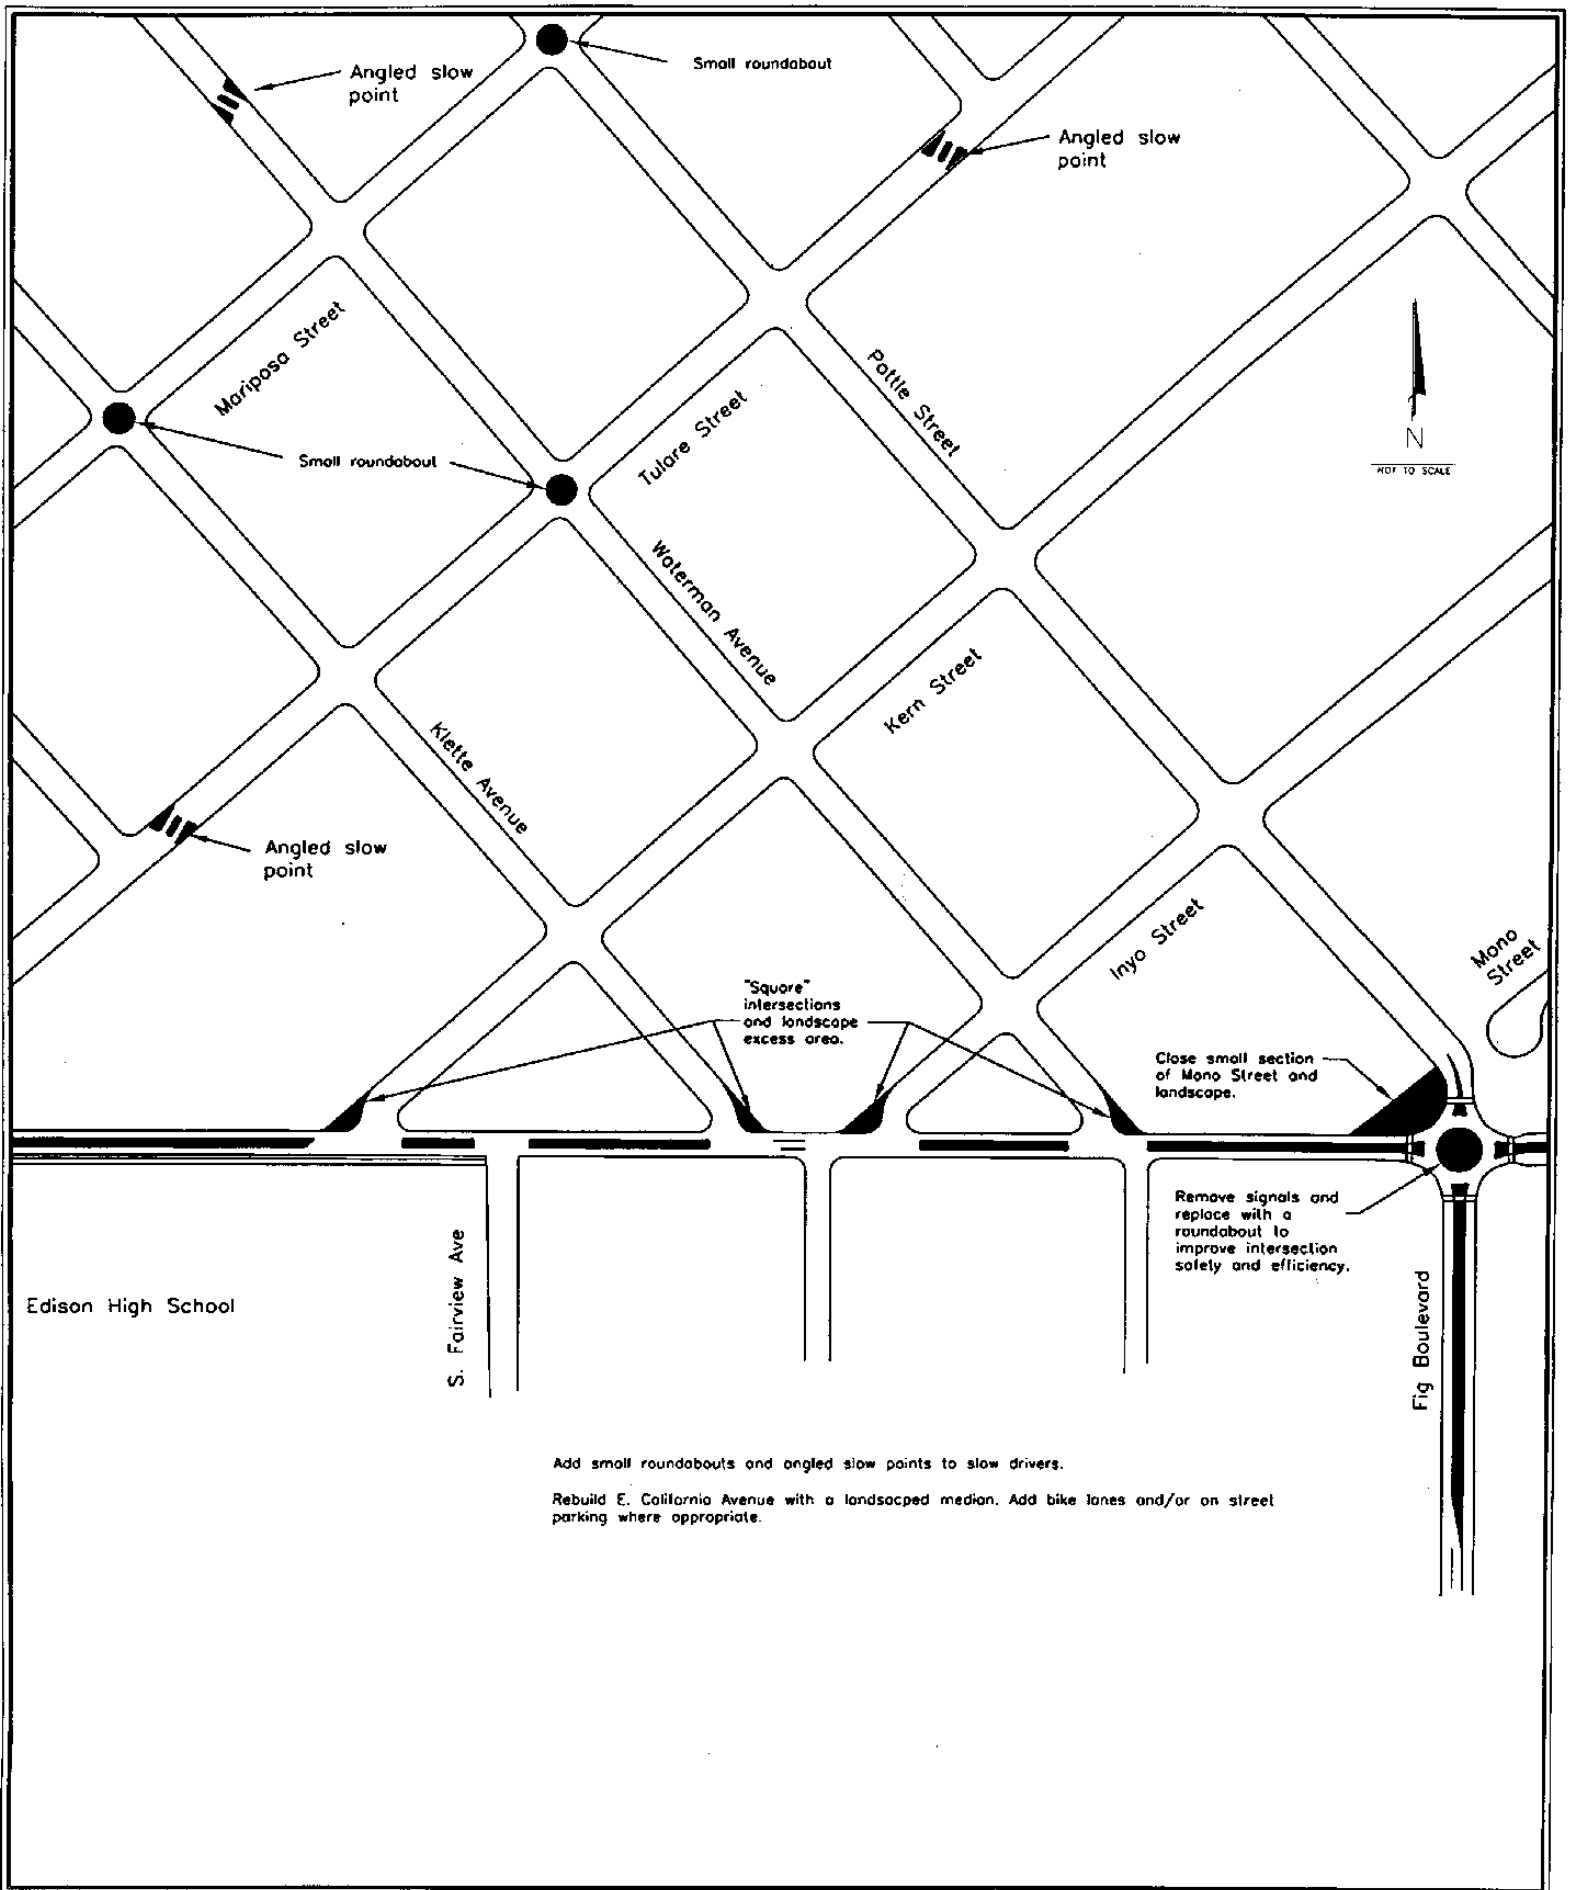 Angled slow
point
Small roundabout
Angled slow
point
Mariposa Street
Small roundabout
Tulare Street
Pottle Street
N
NOT TO SCALE
Waterman Avenue
Kern Street
Klette Avenue
Angled slow
point
Inyo Street
Mono
Street
"Square"
intersections
and landscape
excess area.
Close small section
of Mono Street and
landscape.
Remove signals and
replace with a
roundabout to
improve intersection
safety and efficiency.
Edison High School
S. Fairview Ave
Fig Boulevard
Add small roundabouts and angled slow points to slow drivers.
Rebuild E. California Avenue with a landsacped median. Add bike lanes and/or on street
parking where appropriate.